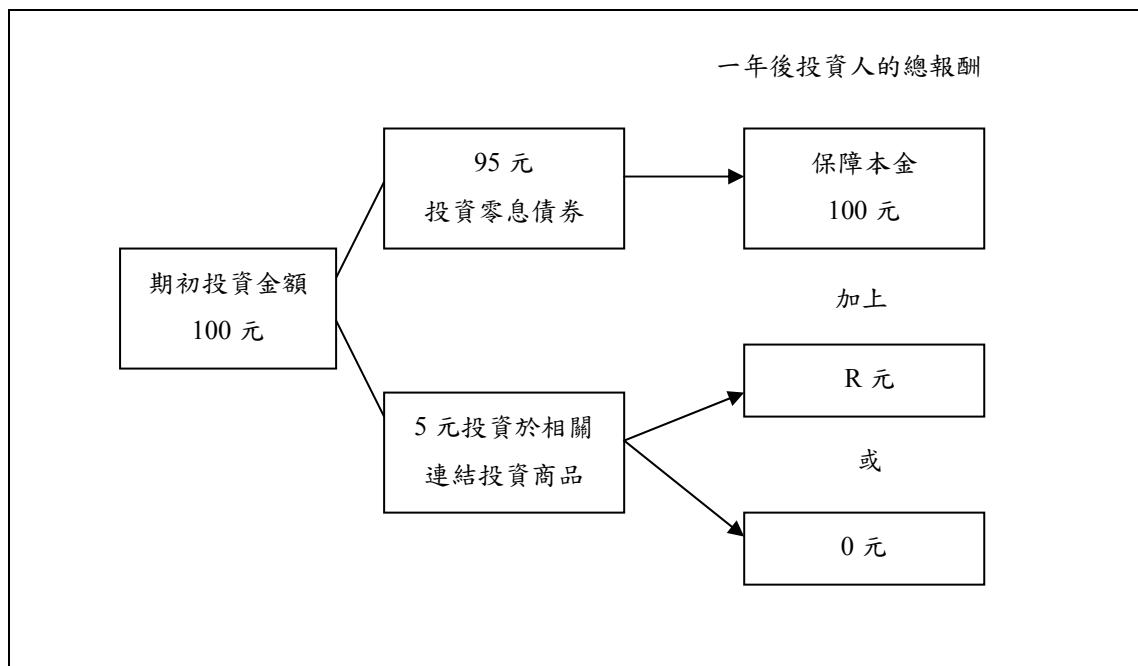 一年後投資人的總報酬
95 元
投資零息債券
保障本金
100 元
期初投資金額
100 元
加上
R 元
5 元投資於相關
連結投資商品
或
0 元